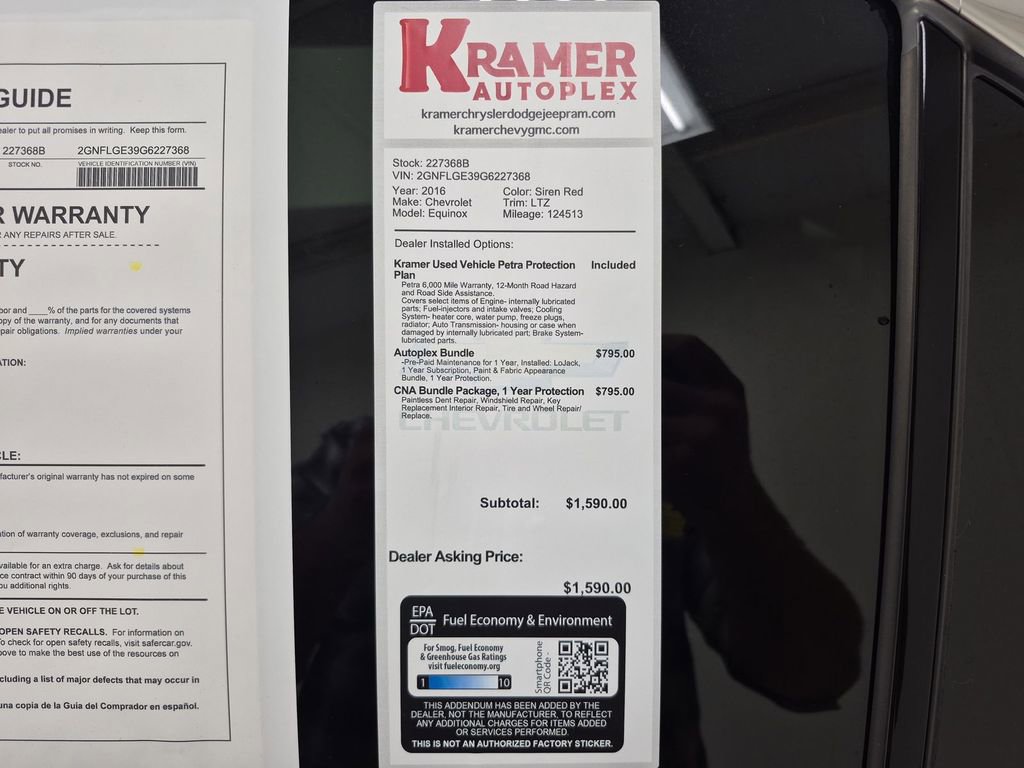 GUIDE
ealer to put all promises in writing. Keep this form.
227368B 2GNFLGE39G6227368
STOCK NO. VEHICLE IDENTIFICATION NUMBER (VIN)
R WARRANTY
ANY REPAIRS AFTER SALE.
TY
bor and ____% of the parts for the covered systems
opy of the warranty, and for any documents that
pair obligations. Implied warranties under your
ATION:
CLE:
facturer's original warranty has not expired on some
tion of warranty coverage, exclusions, and repair
vailable for an extra charge. Ask for details about
ce contract within 90 days of your purchase of this
ou additional rights.
E VEHICLE ON OR OFF THE LOT.
OPEN SAFETY RECALLS. For information on
o check for open safety recalls, visit safercar.gov.
bove to make the best use of the resources on
cluding a list of major defects that may occur in
una copia de la Guía del Comprador en español.
KRAMER
AUTOPLEX
kramerchryslerdodgejeepram.com
kramerchevygmc.com
Stock: 227368B
VIN: 2GNFLGE39G6227368
Year: 2016 Color: Siren Red
Make: Chevrolet Trim: LTZ
Model: Equinox Mileage: 124513
Dealer Installed Options:
Kramer Used Vehicle Petra Protection Included
Plan
Petra 6,000 Mile Warranty, 12-Month Road Hazard
and Road Side Assistance.
Covers select items of Engine- internally lubricated
parts; Fuel-injectors and intake valves; Cooling
System- heater core, water pump, freeze plugs,
radiator; Auto Transmission- housing or case when
damaged by internally lubricated part; Brake System-
lubricated parts.
Autoplex Bundle $795.00
-Pre-Paid Maintenance for 1 Year, Installed: LoJack,
1 Year Subscription, Paint & Fabric Appearance
Bundle, 1 Year Protection.
CNA Bundle Package, 1 Year Protection $795.00
Paintless Dent Repair, Windshield Repair, Key
Replacement Interior Repair, Tire and Wheel Repair/
Replace.
CHEVROLET
Subtotal: $1,590.00
Dealer Asking Price:
$1,590.00
EPA
DOT
Fuel Economy & Environment
For Smog, Fuel Economy
& Greenhouse Gas Ratings
visit fueleconomy.org
1 10
Smartphone
QR Code -
THIS ADDENDUM HAS BEEN ADDED BY THE
DEALER, NOT THE MANUFACTURER, TO REFLECT
ANY ADDITIONAL CHARGES FOR ITEMS ADDED
OR SERVICES PERFORMED.
THIS IS NOT AN AUTHORIZED FACTORY STICKER.